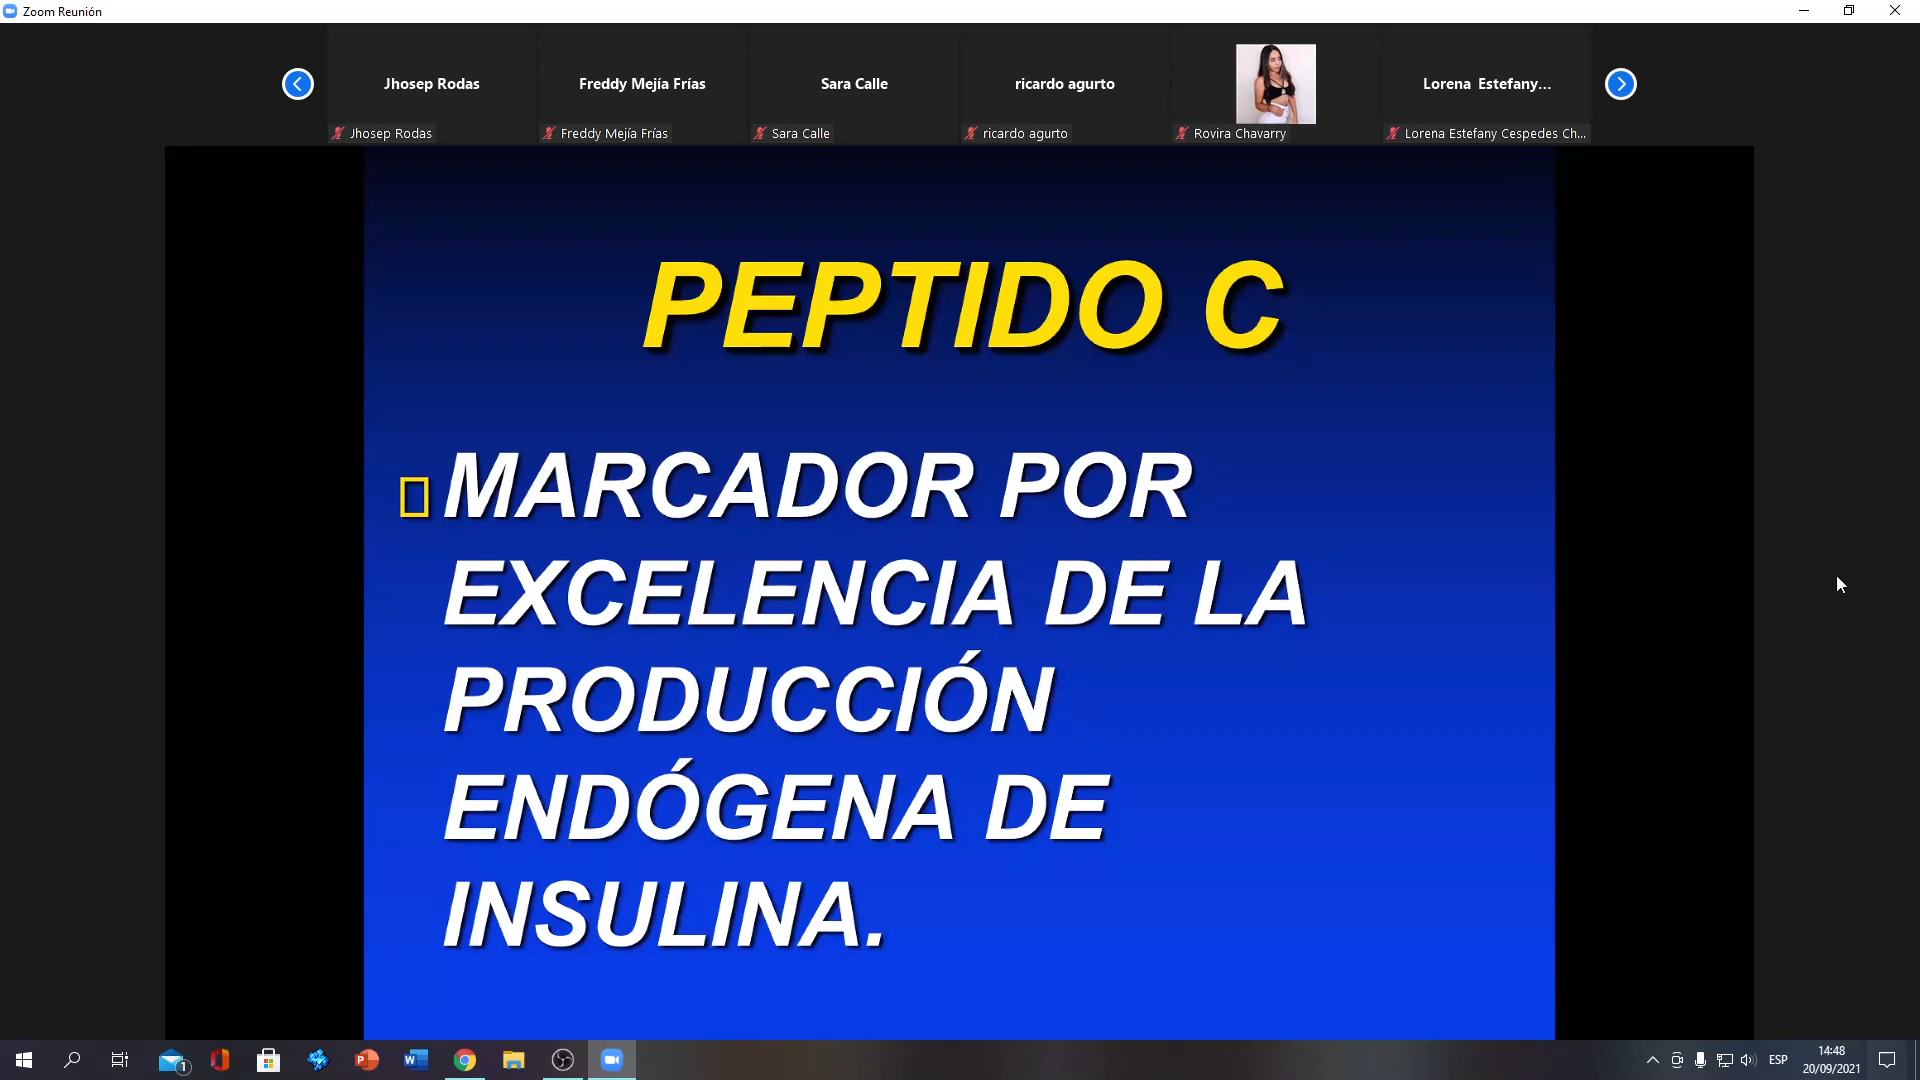 Zoom Reunión
Jhosep Rodas
Freddy Mejía Frías
Sara Calle
ricardo agurto
Lorena Estefany...
Jhosep Rodas
Freddy Mejía Frías
Sara Calle
ricardo agurto
Rovira Chavarry
Lorena Estefany Cespedes Ch...
PEPTIDO C
MARCADOR POR
EXCELENCIA DE LA
PRODUCCIÓN
ENDÓGENA DE
INSULINA.
1
ESP
14:48
20/09/2021